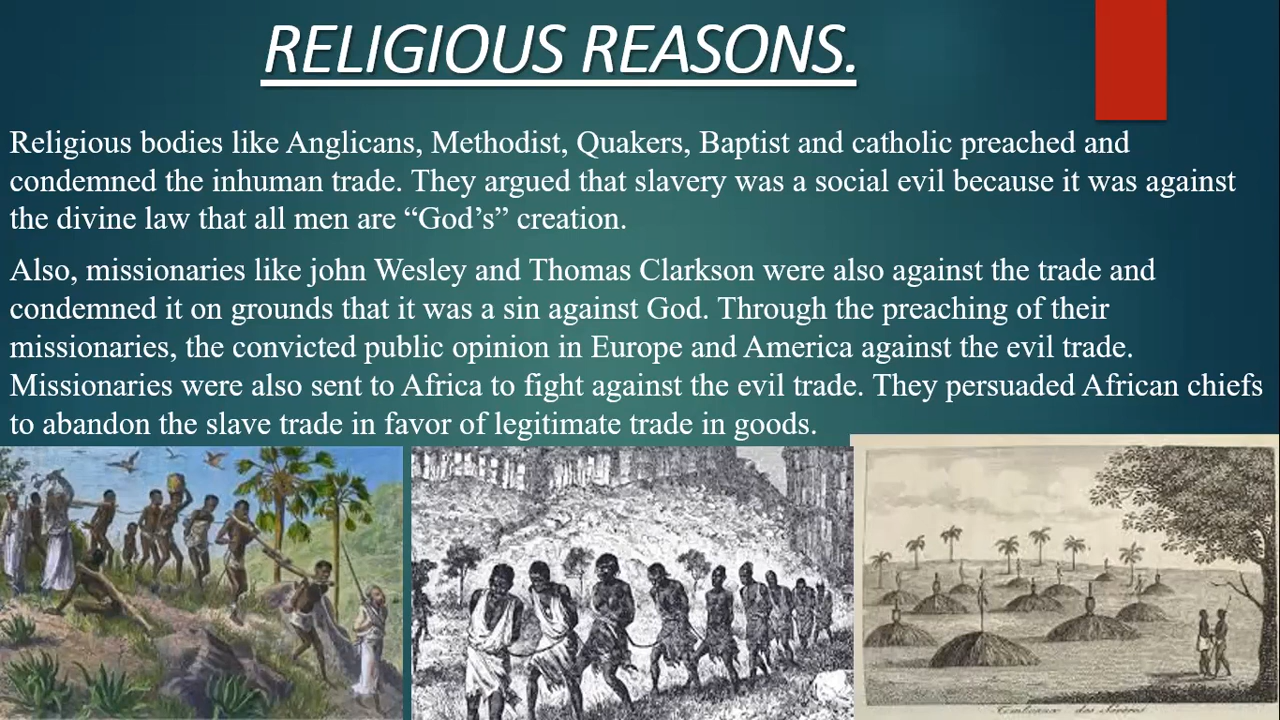 RELIGIOUS REASONS.
Religious bodies like Anglicans, Methodist, Quakers, Baptist and catholic preached and
condemned the inhuman trade. They argued that slavery was a social evil because it was against
the divine law that all men are “God’s” creation.
Also, missionaries like john Wesley and Thomas Clarkson were also against the trade and
condemned it on grounds that it was a sin against God. Through the preaching of their
missionaries, the convicted public opinion in Europe and America against the evil trade.
Missionaries were also sent to Africa to fight against the evil trade. They persuaded African chiefs
to abandon the slave trade in favor of legitimate trade in goods.
des